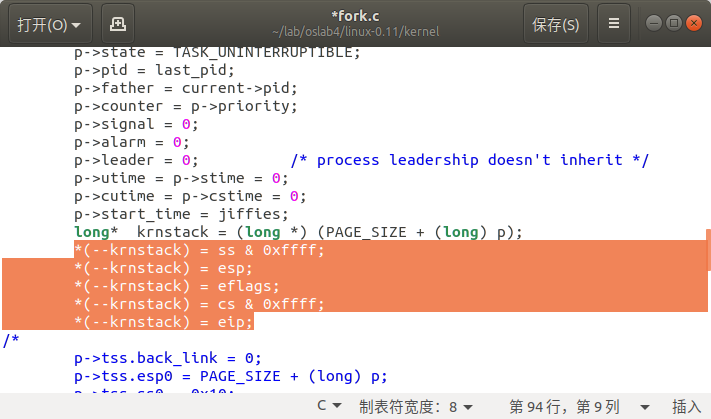 打开(O)
*fork.c
~/lab/oslab4/linux-0.11/kernel
保存(S)
p->state = TASK_UNINTERRUPTIBLE;
p->pid = last_pid;
p->father = current->pid;
p->counter = p->priority;
p->signal = 0;
p->alarm = 0;
p->leader = 0;		/* process leadership doesn't inherit */
p->utime = p->stime = 0;
p->cutime = p->cstime = 0;
p->start_time = jiffies;
long*  krnstack = (long *) (PAGE_SIZE + (long) p);
*(--krnstack) = ss & 0xffff;
*(--krnstack) = esp;
*(--krnstack) = eflags;
*(--krnstack) = cs & 0xffff;
*(--krnstack) = eip;
/*
p->tss.back_link = 0;
p->tss.esp0 = PAGE_SIZE + (long) p;
p->tss.ss0 = 0x10;
C 制表符宽度：8 第 94 行，第 9 列 插入